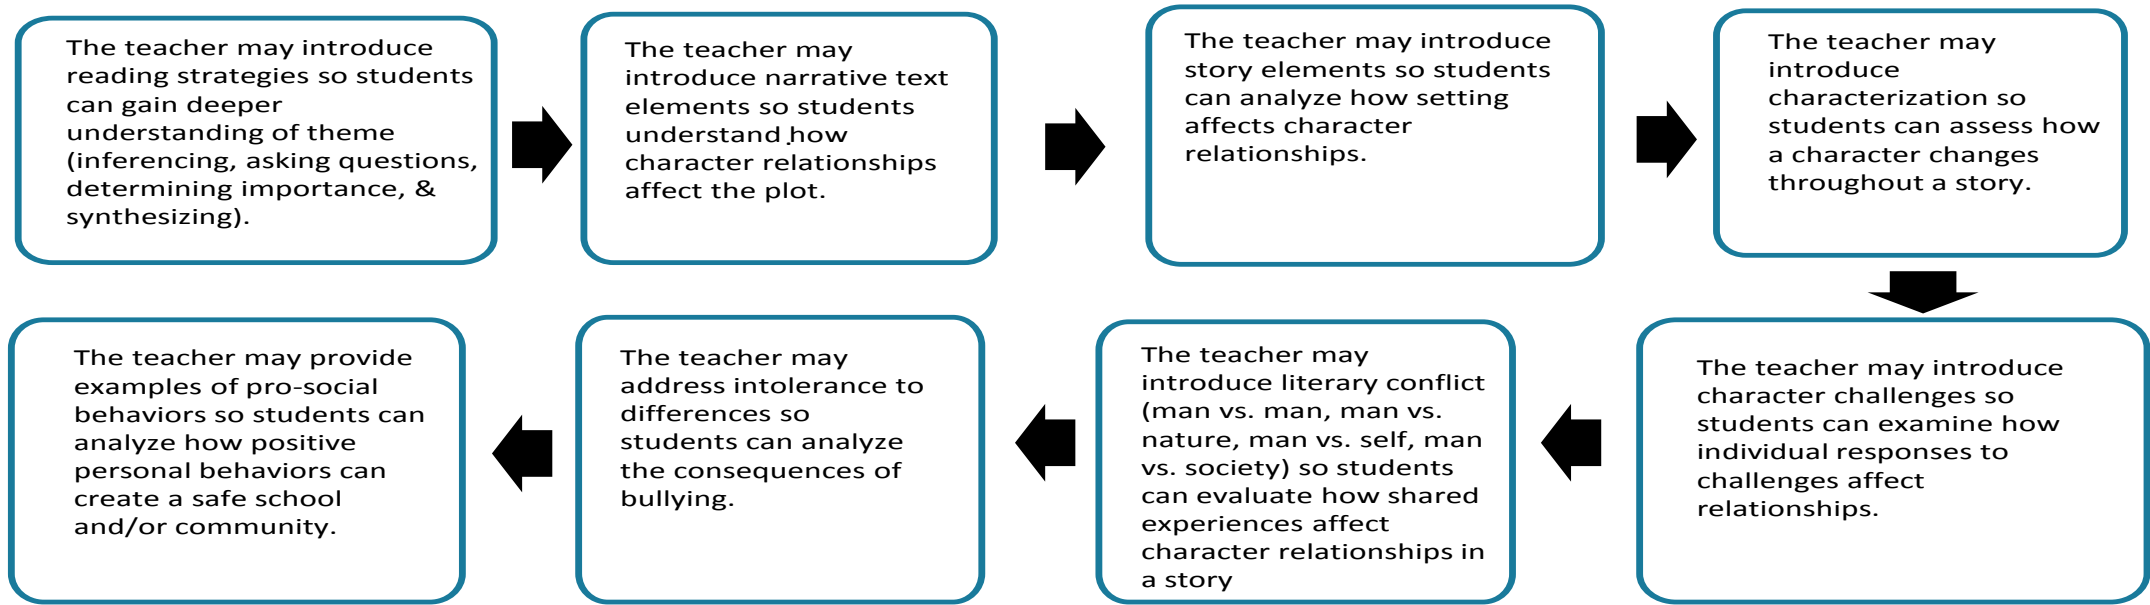 The teacher may introduce
reading strategies so students
can gain deeper
understanding of theme
(inferencing, asking questions,
determining importance, &
synthesizing).
The teacher may
introduce narrative text
elements so students
understand how
character relationships
affect the plot.
The teacher may introduce
story elements so students
can analyze how setting
affects character
relationships.
The teacher may
introduce
characterization so
students can assess how
a character changes
throughout a story.
The teacher may introduce
character challenges so
students can examine how
individual responses to
challenges affect
relationships.
The teacher may
introduce literary conflict
(man vs. man, man vs.
nature, man vs. self, man
vs. society) so students
can evaluate how shared
experiences affect
character relationships in
a story
The teacher may
address intolerance to
differences so
students can analyze
the consequences of
bullying.
The teacher may provide
examples of pro-social
behaviors so students can
analyze how positive
personal behaviors can
create a safe school
and/or community.